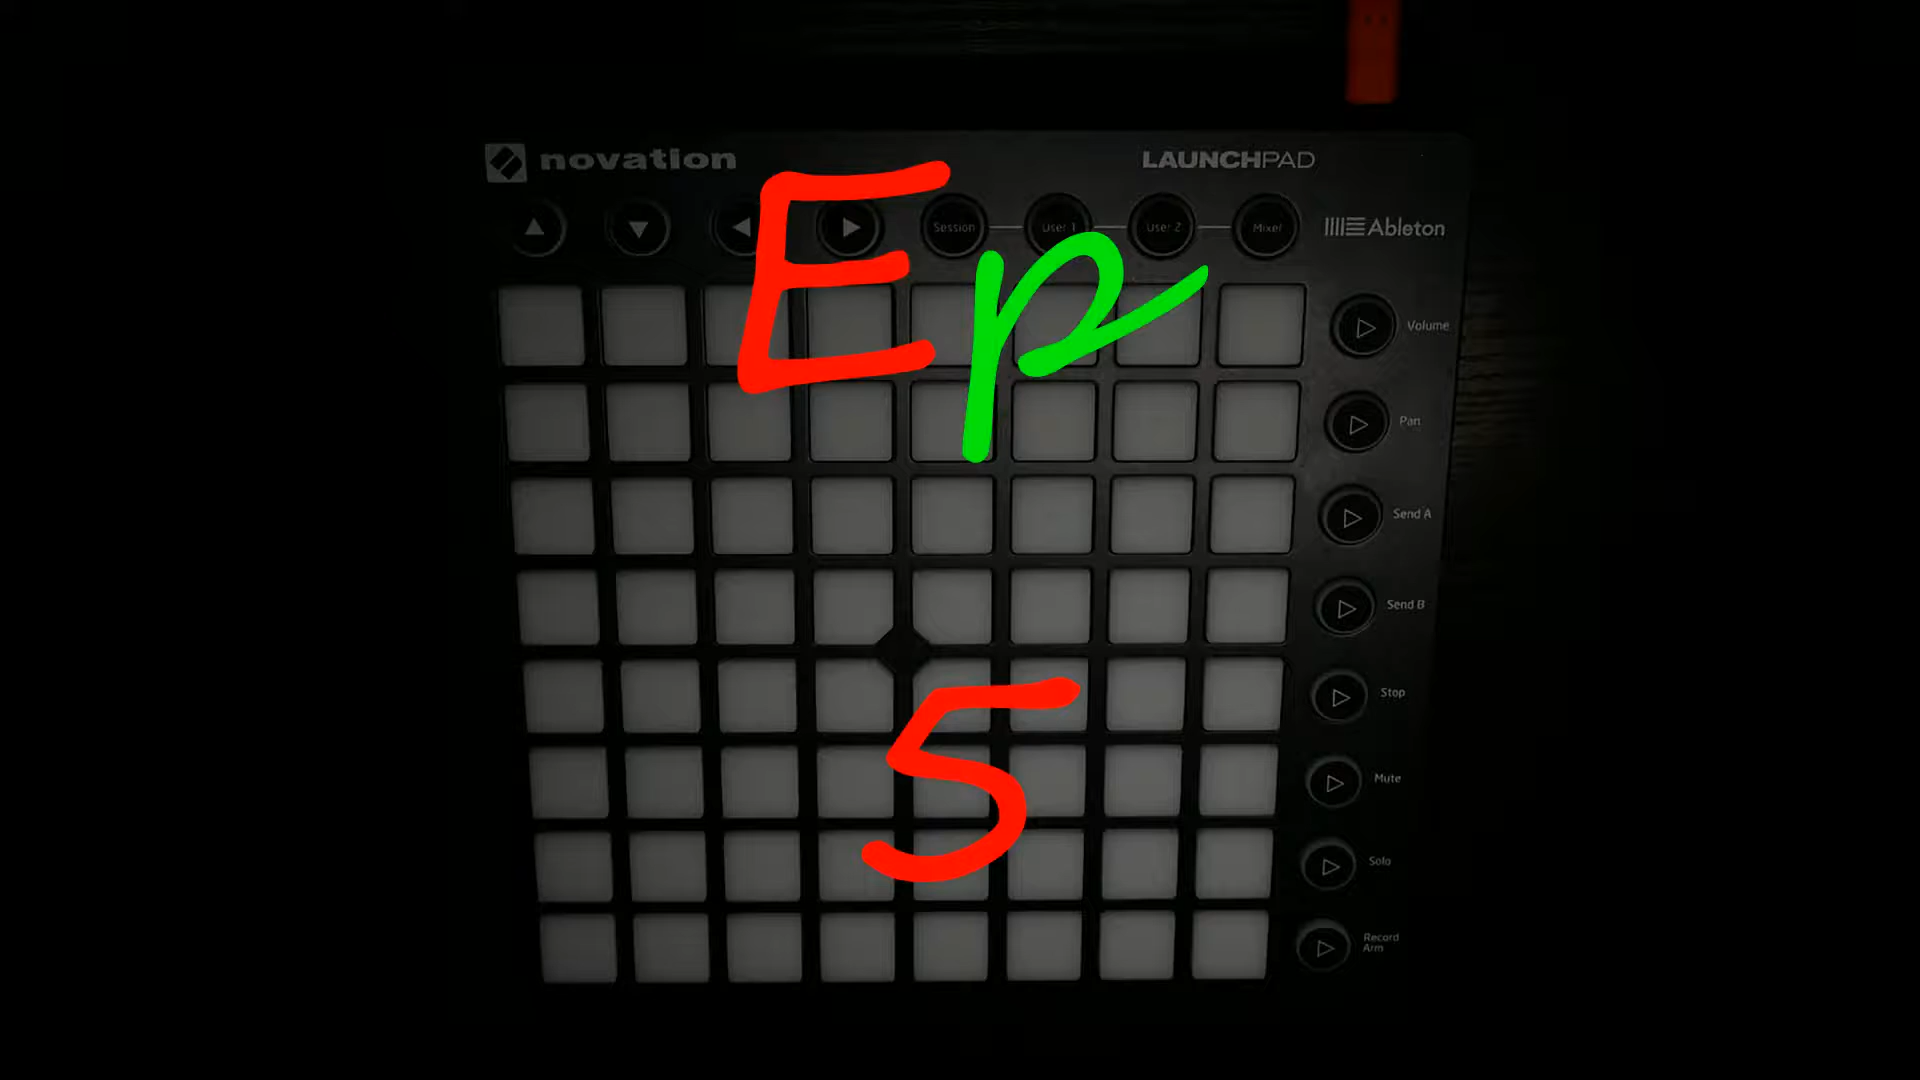 novation LAUNCHPAD
Ep
Session User 1 User 2 Mixer Ableton
Volume
Pan
Send A
Send B
Stop
5
Mute
Solo
Record
Arm